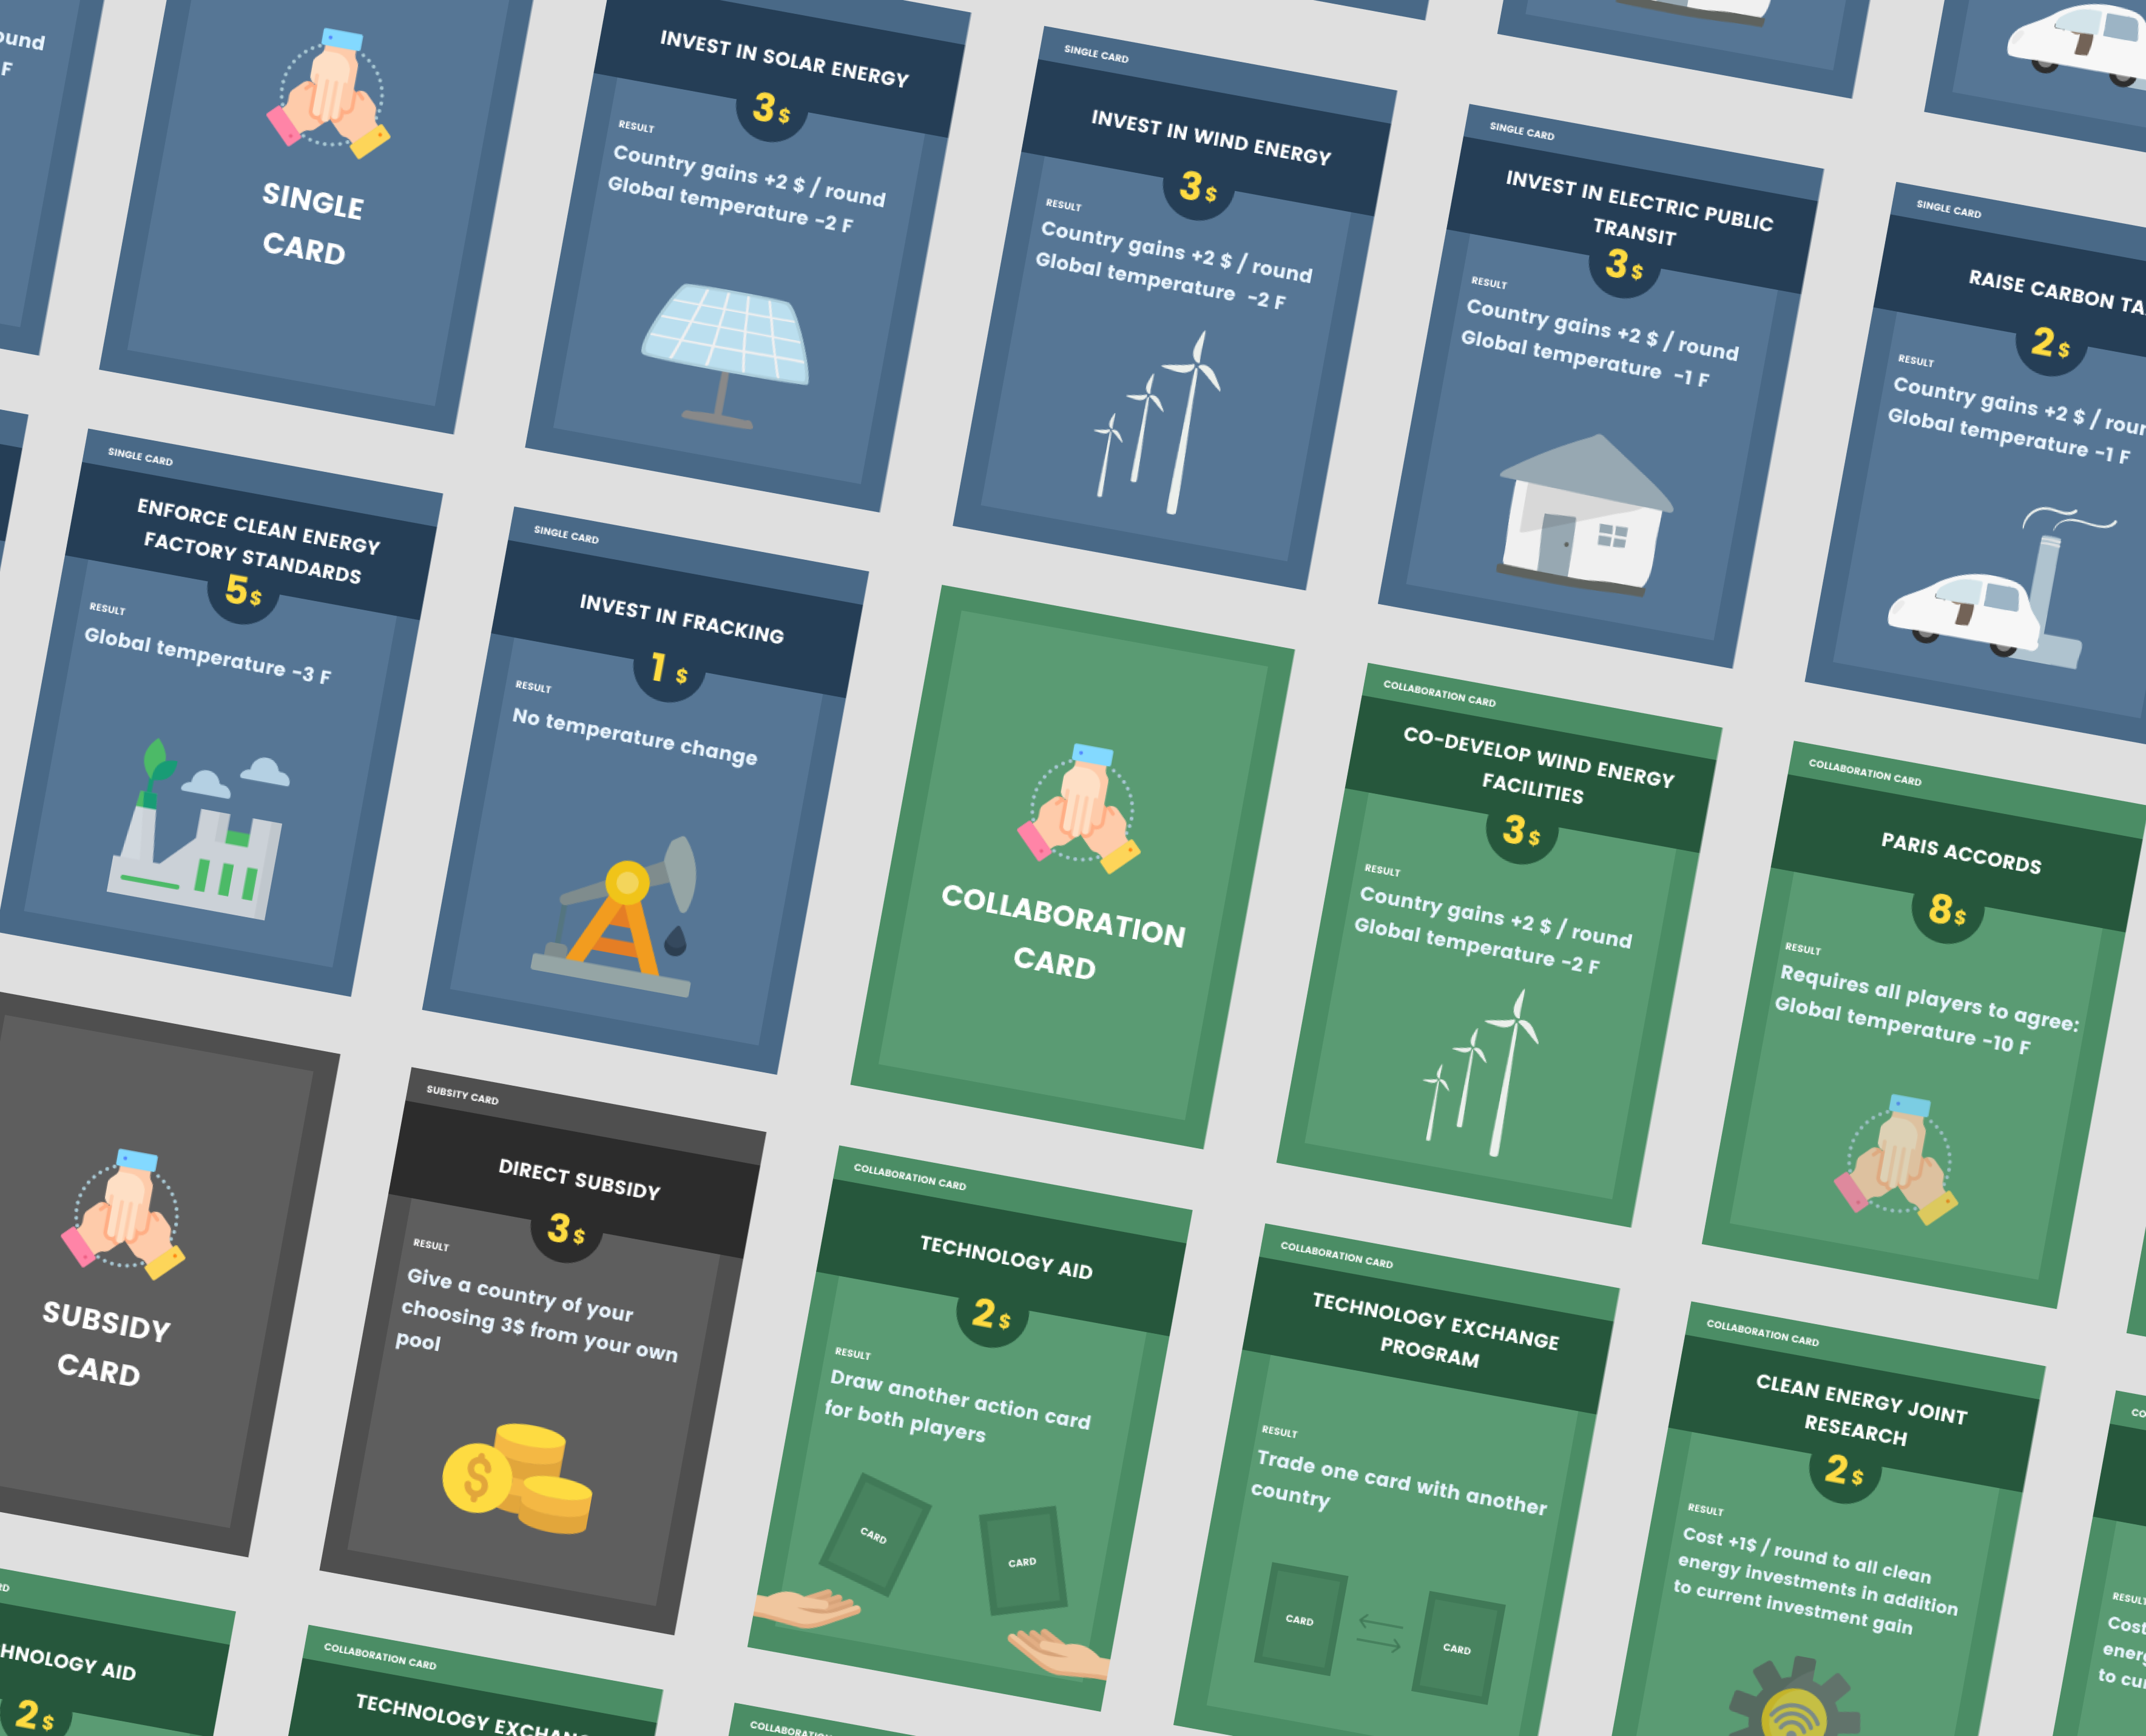 ound
F
SINGLE
CARD
INVEST IN SOLAR ENERGY
3$
RESULT
Country gains +2 $ / round
Global temperature -2 F
SINGLE CARD
INVEST IN WIND ENERGY
3$
RESULT
Country gains +2 $ / round
Global temperature -2 F
SINGLE CARD
INVEST IN ELECTRIC PUBLIC
TRANSIT
3$
RESULT
Country gains +2 $ / round
Global temperature -1 F
SINGLE CARD
RAISE CARBON TA
2$
RESULT
Country gains +2 $ / roun
Global temperature -1 F
SINGLE CARD
ENFORCE CLEAN ENERGY
FACTORY STANDARDS
5$
RESULT
Global temperature -3 F
SINGLE CARD
INVEST IN FRACKING
1 $
RESULT
No temperature change
COLLABORATION
CARD
COLLABORATION CARD
CO-DEVELOP WIND ENERGY
FACILITIES
3$
RESULT
Country gains +2 $ / round
Global temperature -2 F
COLLABORATION CARD
PARIS ACCORDS
8$
RESULT
Requires all players to agree:
Global temperature -10 F
SUBSIDY
CARD
SUBSITY CARD
DIRECT SUBSIDY
3$
RESULT
Give a country of your
choosing 3$ from your own
pool
COLLABORATION CARD
TECHNOLOGY AID
2$
RESULT
Draw another action card
for both players
CARD
CARD
COLLABORATION CARD
TECHNOLOGY EXCHANGE
PROGRAM
RESULT
Trade one card with another
country
CARD
CARD
COLLABORATION CARD
CLEAN ENERGY JOINT
RESEARCH
2$
RESULT
Cost +1$ / round to all clean
energy investments in addition
to current investment gain
CO
RESUL
Cost
energ
to cur
RD
HNOLOGY AID
2$
COLLABORATION CARD
TECHNOLOGY EXCHAN
COLLABORATION